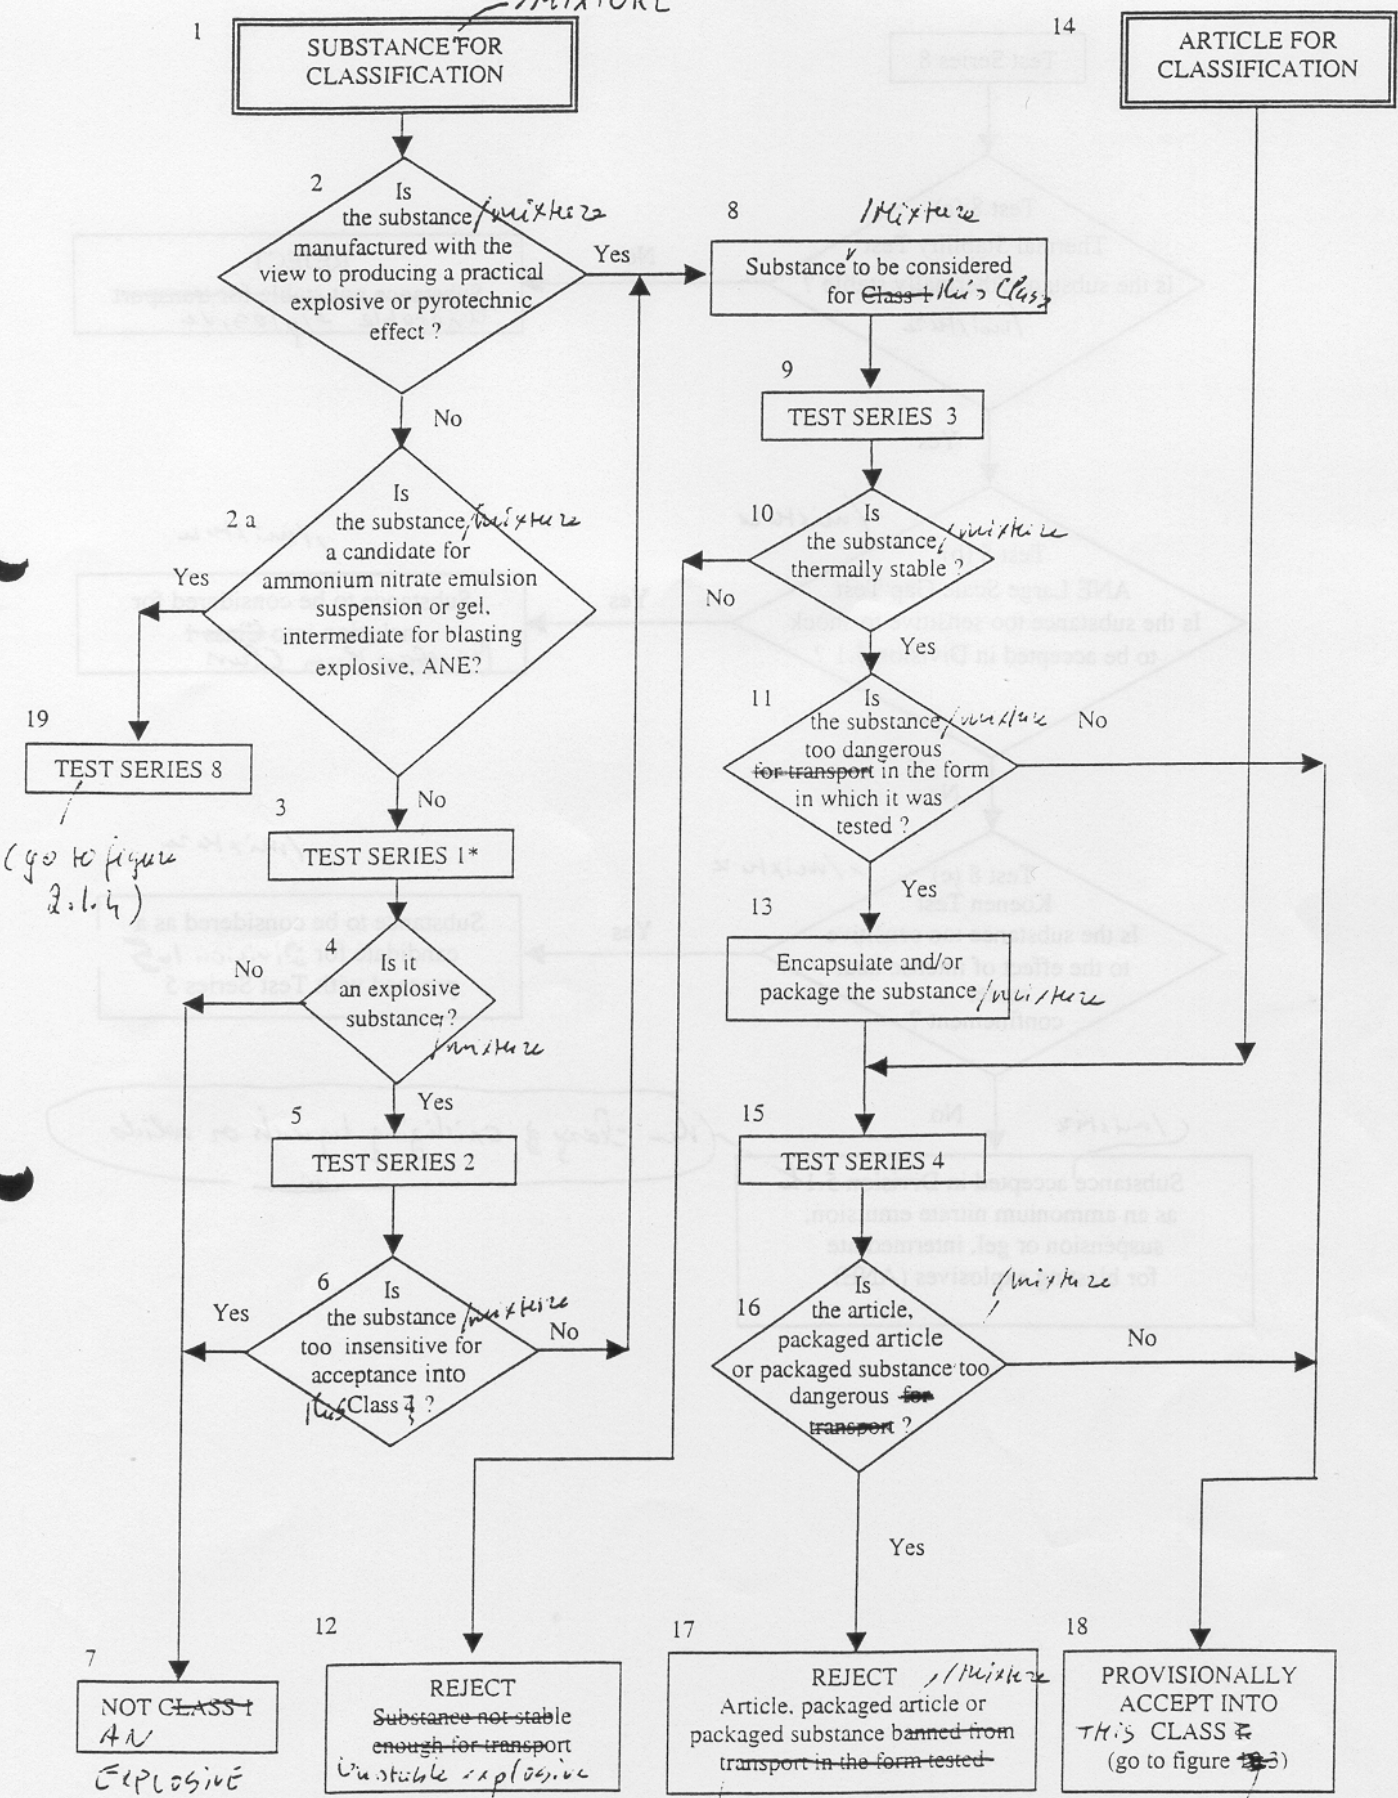 /MIXTURE
1
SUBSTANCE FOR
CLASSIFICATION
14
ARTICLE FOR
CLASSIFICATION
2
Is
the substance /mixture
manufactured with the
view to producing a practical
explosive or pyrotechnic
effect ?
Yes
No
8
/Mixture
Substance to be considered
for Class 1 this Class
9
TEST SERIES 3
2 a
Is
the substance /mixture
a candidate for
ammonium nitrate emulsion
suspension or gel,
intermediate for blasting
explosive, ANE?
Yes
No
10
Is
the substance /mixture
thermally stable ?
No
Yes
19
TEST SERIES 8
(go to figure
2.1.4)
11
Is
the substance /mixture
too dangerous
for transport in the form
in which it was
tested ?
No
Yes
3
TEST SERIES 1*
4
Is it
an explosive
substance ?
/mixture
No
Yes
13
Encapsulate and/or
package the substance /mixture
5
TEST SERIES 2
15
TEST SERIES 4
6
Is
the substance /mixture
too insensitive for
acceptance into
this Class ?
Yes
No
16
Is
the article, /mixture
packaged article
or packaged substance too
dangerous for
transport ?
No
Yes
7
NOT CLASS 1
AN
EXPLOSIVE
12
REJECT
Substance not stable
enough for transport
Unstable explosive
17
REJECT /Mixture
Article, packaged article or
packaged substance banned from
transport in the form tested
18
PROVISIONALLY
ACCEPT INTO
THIS CLASS
(go to figure 3)